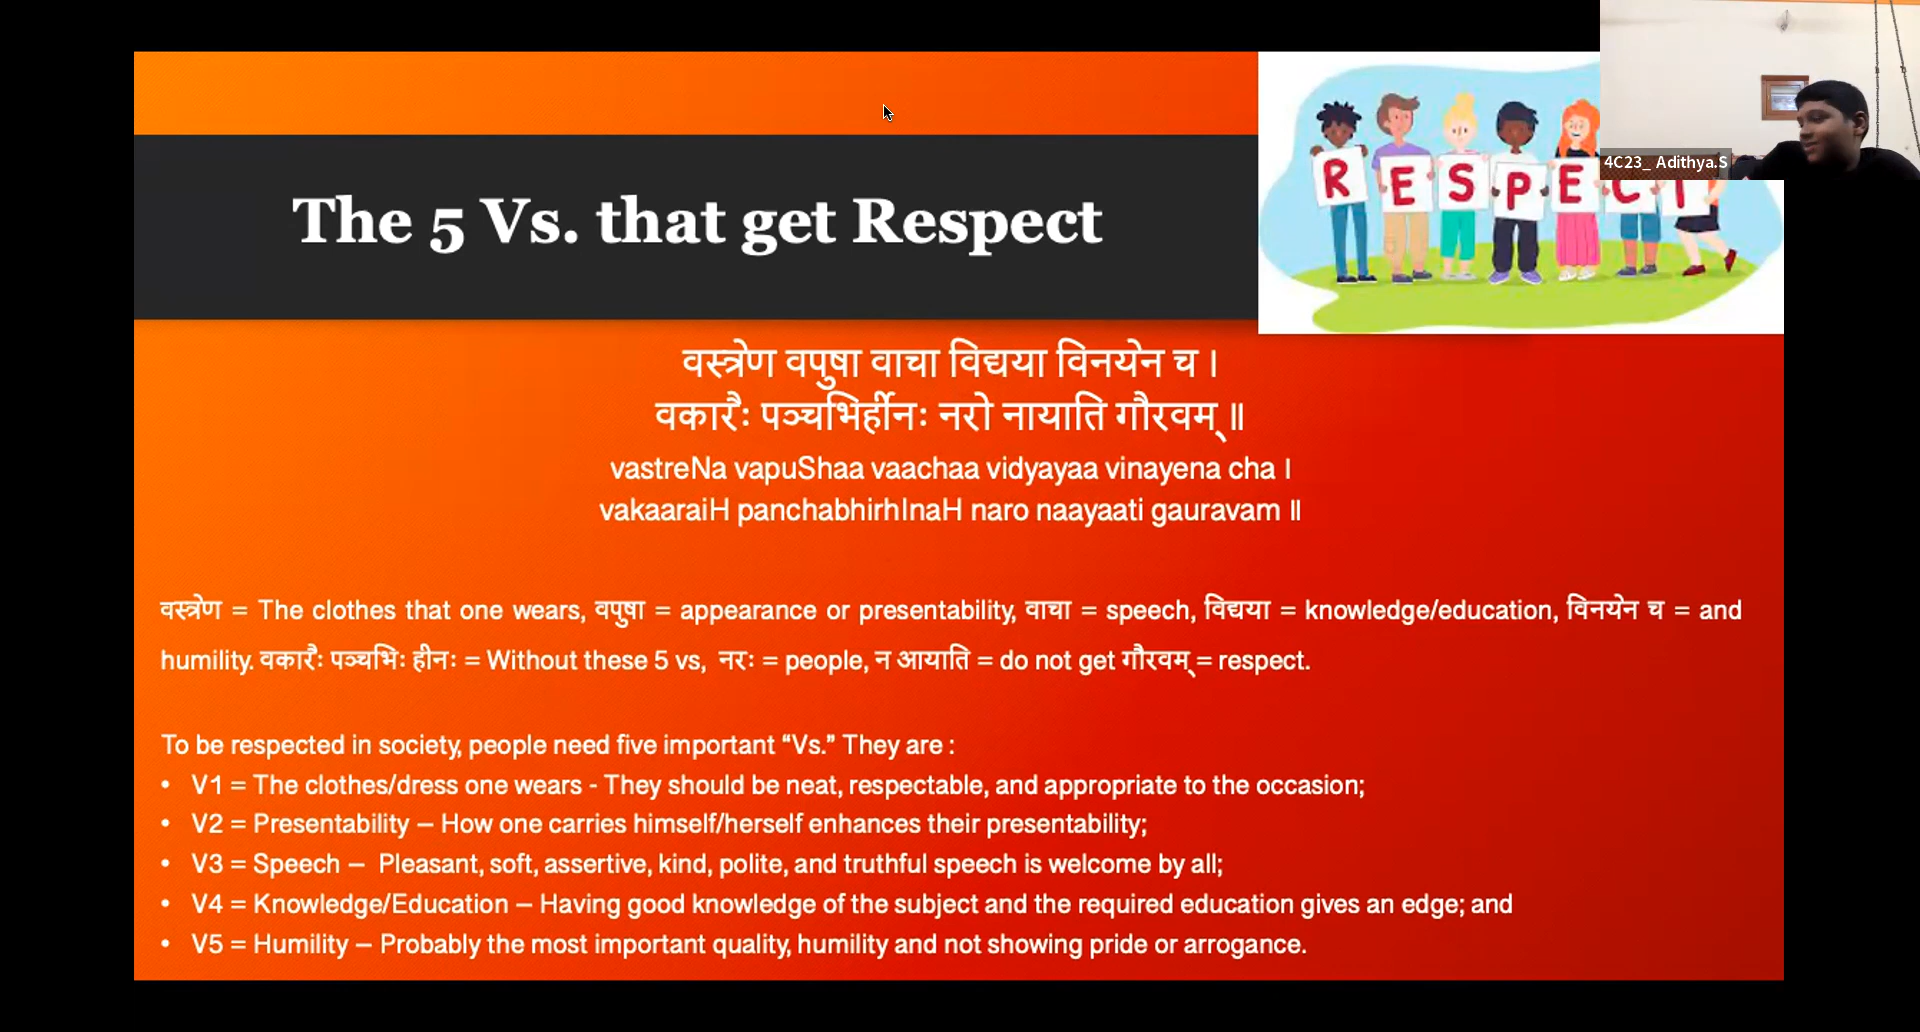 The 5 Vs. that get Respect
R E S P E C T
4C23_ Adithya.S
वस्त्रेण वपुषा वाचा विद्यया विनयेन च ।
वकारैः पञ्चभिर्हीनः नरो नायाति गौरवम् ॥
vastreNa vapuShaa vaachaa vidyayaa vinayena cha ।
vakaaraiH panchabhirhInaH naro naayaati gauravam ॥
वस्त्रेण = The clothes that one wears, वपुषा = appearance or presentability, वाचा = speech, विद्यया = knowledge/education, विनयेन च = and
humility. वकारैः पञ्चभिः हीनः = Without these 5 vs, नरः = people, न आयाति = do not get गौरवम् = respect.
To be respected in society, people need five important “Vs.” They are :
• V1 = The clothes/dress one wears - They should be neat, respectable, and appropriate to the occasion;
• V2 = Presentability – How one carries himself/herself enhances their presentability;
• V3 = Speech – Pleasant, soft, assertive, kind, polite, and truthful speech is welcome by all;
• V4 = Knowledge/Education – Having good knowledge of the subject and the required education gives an edge; and
• V5 = Humility – Probably the most important quality, humility and not showing pride or arrogance.